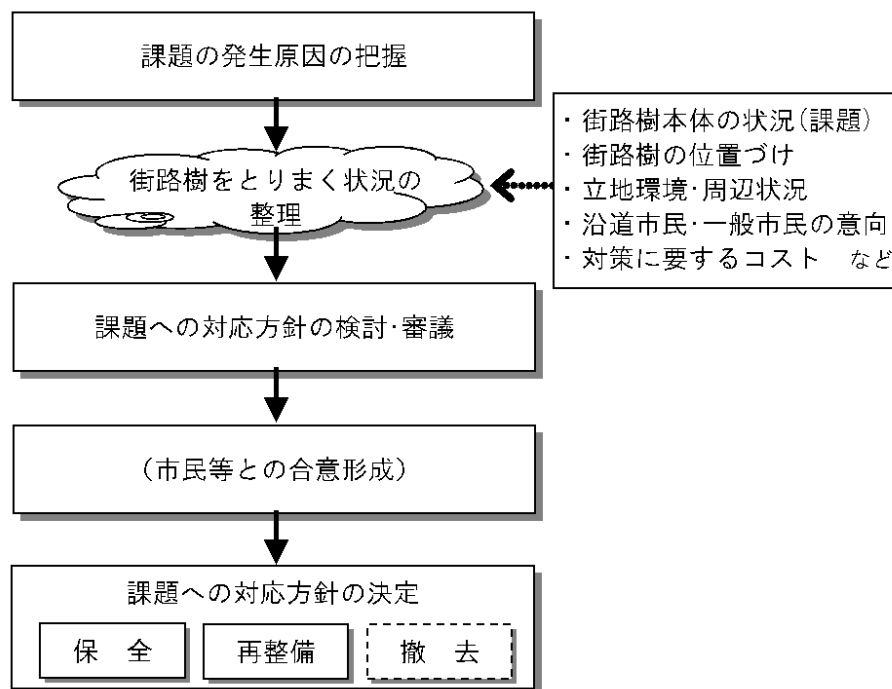 課題の発生原因の把握
街路樹をとりまく状況の
整理
・街路樹本体の状況(課題)
・街路樹の位置づけ
・立地環境・周辺状況
・沿道市民・一般市民の意向
・対策に要するコスト　など
課題への対応方針の検討・審議
(市民等との合意形成)
課題への対応方針の決定
保　全
再整備
撤　去